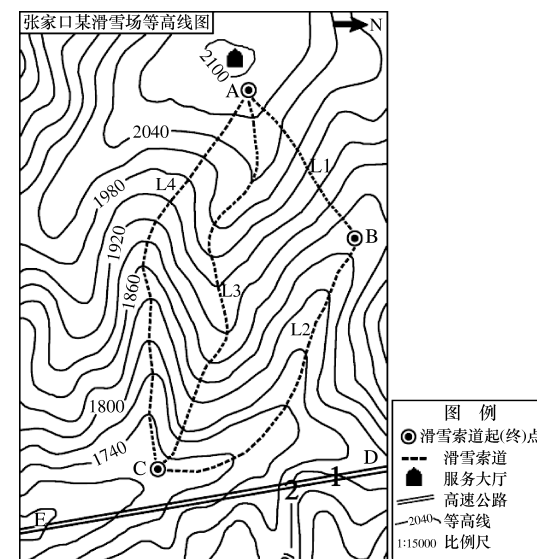 张家口某滑雪场等高线图
N
2100
A
2040
L1
L4
1980
B
1920
1860
L3
L2
1800
1740
C
D
1
2
E
图 例
滑雪索道起(终)点
滑雪索道
服务大厅
高速公路
2040 等高线
1:15000 比例尺